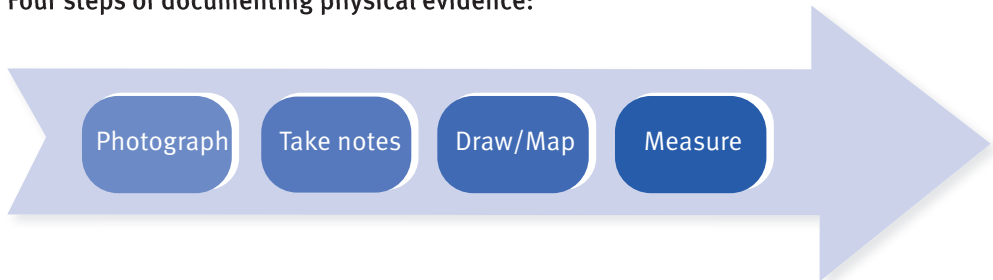 Four steps of documenting physical evidence:
Photograph
Take notes
Draw/Map
Measure